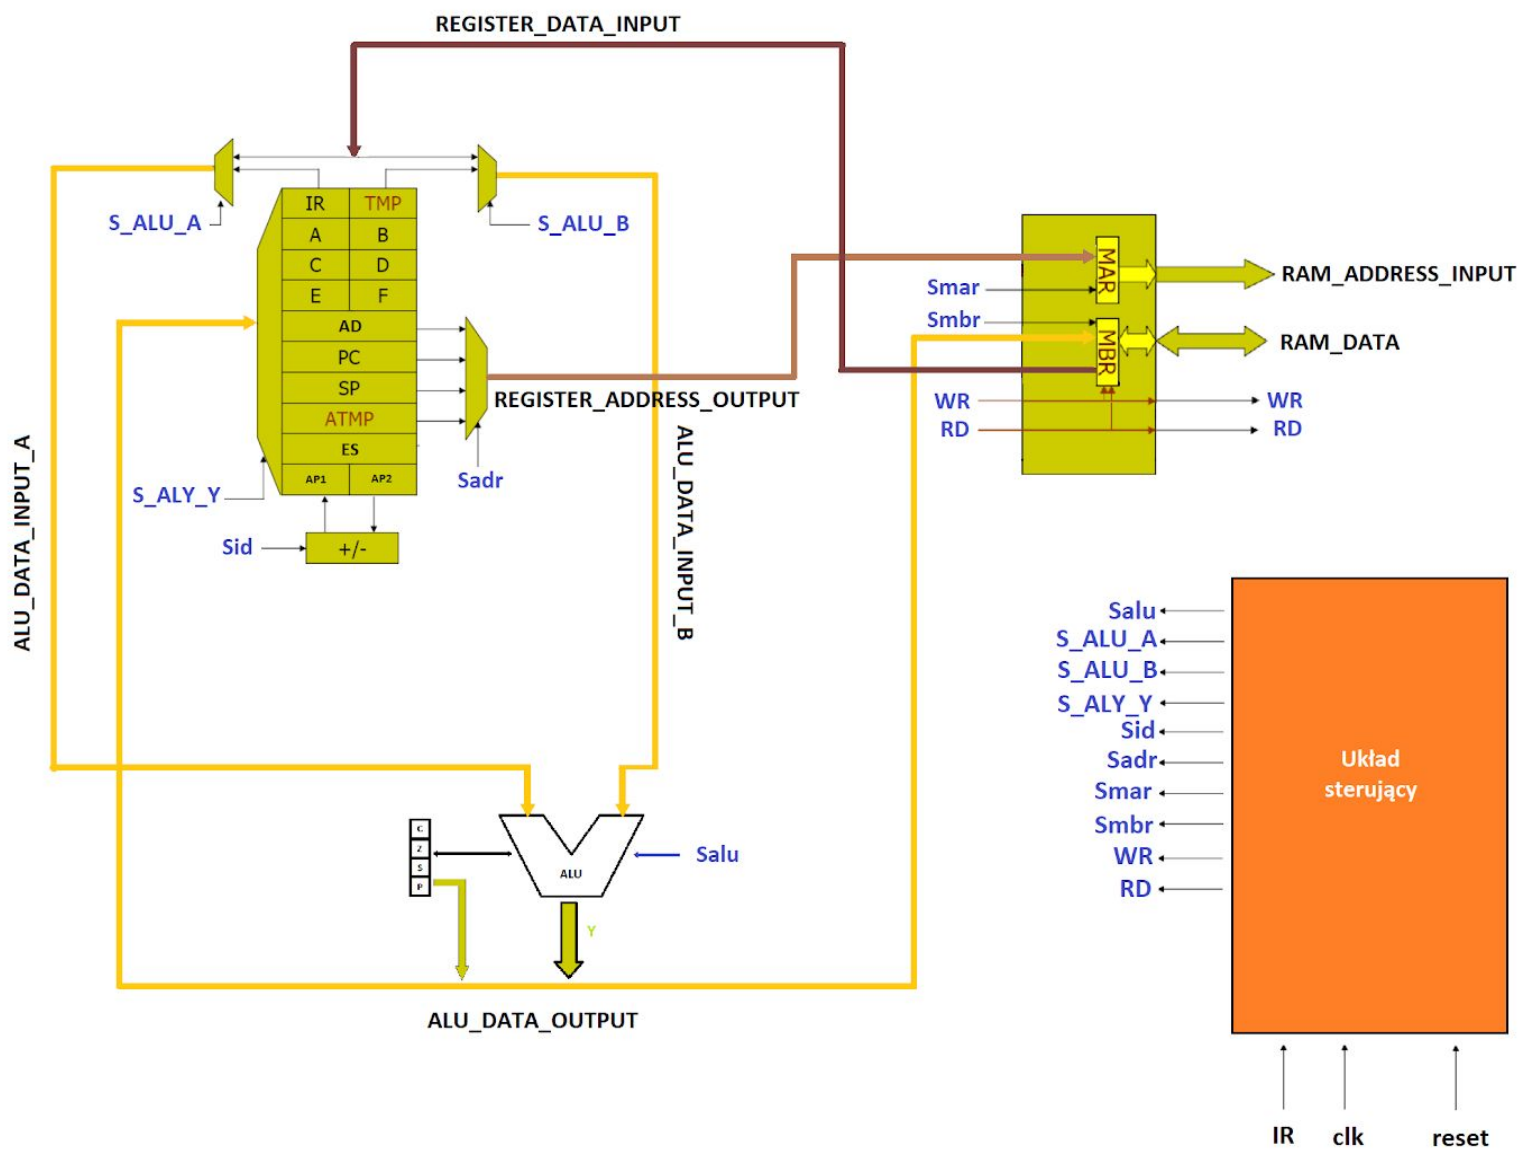 REGISTER_DATA_INPUT
S_ALU_A
S_ALU_B
IR TMP
A B
C D
E F
AD
PC
SP
ATMP
ES
AP1 AP2
S_ALY_Y
Sid
+/-
Sadr
REGISTER_ADDRESS_OUTPUT
ALU_DATA_INPUT_A
ALU_DATA_INPUT_B
MAR
MBR
Smar
Smbr
WR
RD
RAM_ADDRESS_INPUT
RAM_DATA
WR
RD
C
Z
S
P
ALU
Salu
Y
ALU_DATA_OUTPUT
Salu
S_ALU_A
S_ALU_B
S_ALY_Y
Sid
Sadr
Smar
Smbr
WR
RD
Układ
sterujący
IR clk reset